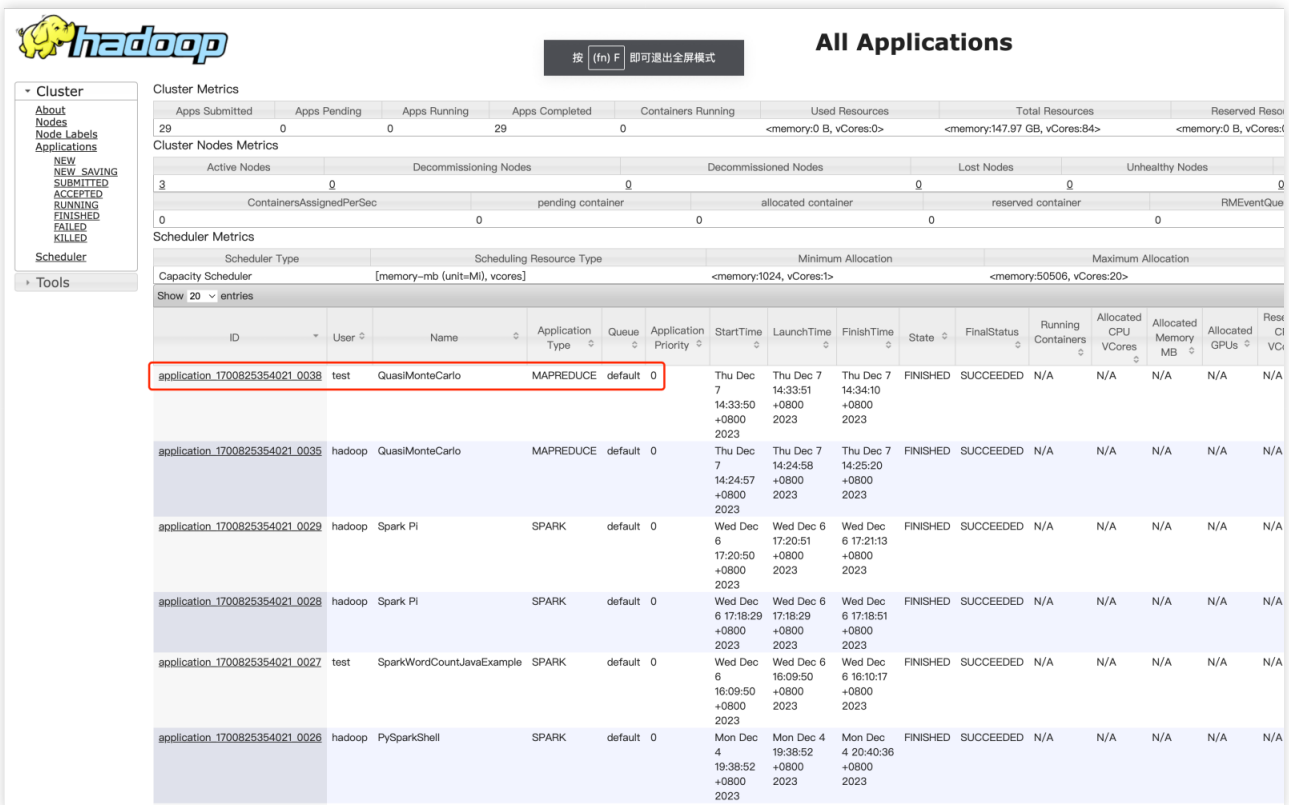 hadoop
按 (fn) F 即可退出全屏模式
All Applications
Cluster
About
Nodes
Node Labels
Applications
NEW
NEW_SAVING
SUBMITTED
ACCEPTED
RUNNING
FINISHED
FAILED
KILLED
Scheduler
Tools
Cluster Metrics
Apps Submitted Apps Pending Apps Running Apps Completed Containers Running Used Resources Total Resources Reserved
29 0 0 29 0 <memory:0 B, vCores:0> <memory:147.97 GB, vCores:84> <memory:0 B, vCores:
Cluster Nodes Metrics
Active Nodes Decommissioning Nodes Decommissioned Nodes Lost Nodes Unhealthy Nodes
3 0 0 0 0 0
ContainersAssignedPerSec pending container allocated container reserved container
0 0 0 0 0
Scheduler Metrics
Scheduler Type Scheduling Resource Type Minimum Allocation Maximum Allocation
Capacity Scheduler [memory-mb (unit=Mi), vcores] <memory:1024, vCores:1> <memory:50506, vCores:20>
Show 20 entries
ID User Name Application Type Queue Application Priority StartTime LaunchTime FinishTime State FinalStatus Running Containers Allocated CPU VCores Allocated Memory MB Allocated GPUs
application_1700825354021_0038 test QuasiMonteCarlo MAPREDUCE default 0 Thu Dec 7 14:33:50 +0800 2023 Thu Dec 7 14:33:51 +0800 2023 Thu Dec 7 14:34:10 +0800 2023 FINISHED SUCCEEDED N/A N/A N/A N/A N/A
application_1700825354021_0035 hadoop QuasiMonteCarlo MAPREDUCE default 0 Thu Dec 7 14:24:57 +0800 2023 Thu Dec 7 14:24:58 +0800 2023 Thu Dec 7 14:25:20 +0800 2023 FINISHED SUCCEEDED N/A N/A N/A N/A N/A
application_1700825354021_0029 hadoop Spark Pi SPARK default 0 Wed Dec 6 17:20:50 +0800 2023 Wed Dec 6 17:20:51 +0800 2023 Wed Dec 6 17:21:13 +0800 2023 FINISHED SUCCEEDED N/A N/A N/A N/A N/A
application_1700825354021_0028 hadoop Spark Pi SPARK default 0 Wed Dec 6 17:18:29 +0800 2023 Wed Dec 6 17:18:29 +0800 2023 Wed Dec 6 17:18:51 +0800 2023 FINISHED SUCCEEDED N/A N/A N/A N/A N/A
application_1700825354021_0027 test SparkWordCountJavaExample SPARK default 0 Wed Dec 6 16:09:50 +0800 2023 Wed Dec 6 16:09:50 +0800 2023 Wed Dec 6 16:10:17 +0800 2023 FINISHED SUCCEEDED N/A N/A N/A N/A N/A
application_1700825354021_0026 hadoop PySparkShell SPARK default 0 Mon Dec 4 19:38:52 +0800 2023 Mon Dec 4 19:38:52 +0800 2023 Mon Dec 4 20:40:36 +0800 2023 FINISHED SUCCEEDED N/A N/A N/A N/A N/A